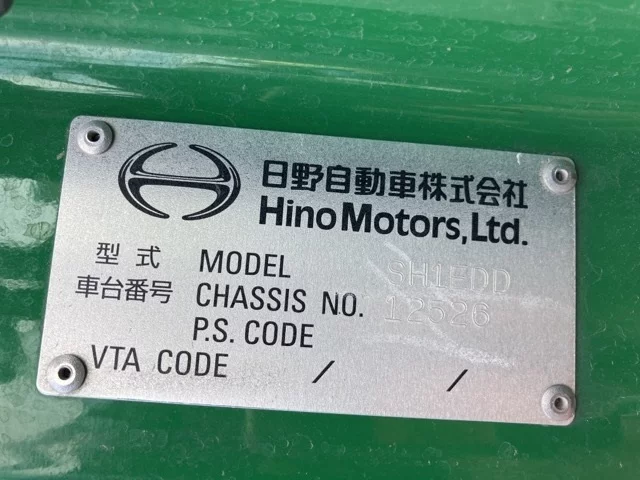 日野自動車株式会社
Hino Motors, Ltd.
型式 MODEL SH1EDD
車台番号 CHASSIS NO. 12526
P.S. CODE
VTA CODE / /